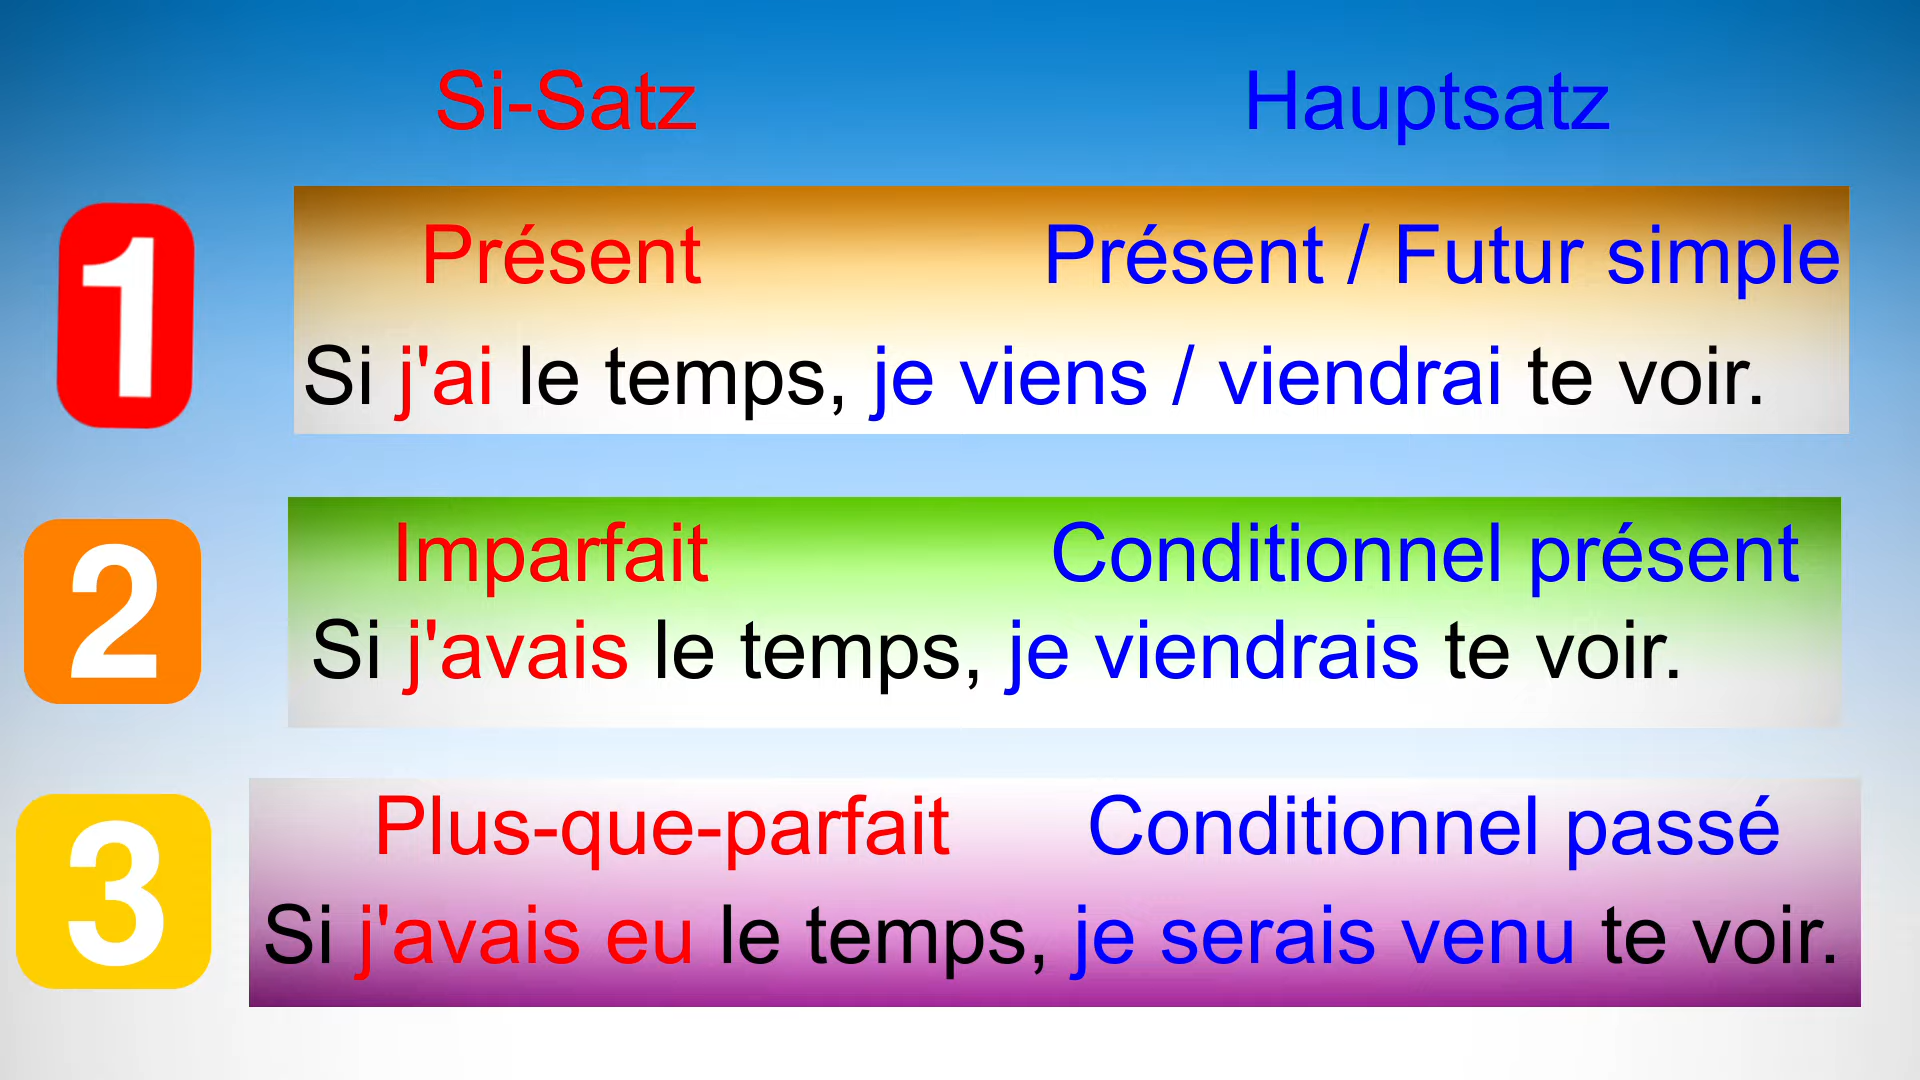 Si-Satz Hauptsatz
1
Présent Présent / Futur simple
Si j'ai le temps, je viens / viendrai te voir.
2
Imparfait Conditionnel présent
Si j'avais le temps, je viendrais te voir.
3
Plus-que-parfait Conditionnel passé
Si j'avais eu le temps, je serais venu te voir.